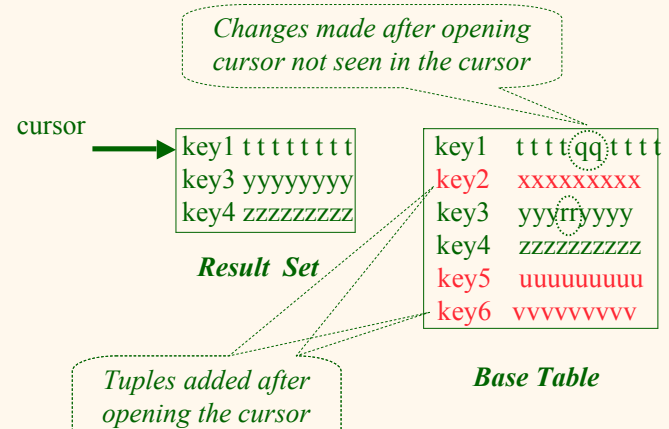 Changes made after opening
cursor not seen in the cursor
cursor
key1 t t t t t t t t
key3 yyyyyyyy
key4 zzzzzzzzz
Result Set
key1 t t t t qq t t t t
key2 xxxxxxxxx
key3 yyyrryyyy
key4 zzzzzzzzzz
key5 uuuuuuuuu
key6 vvvvvvvvv
Base Table
Tuples added after
opening the cursor